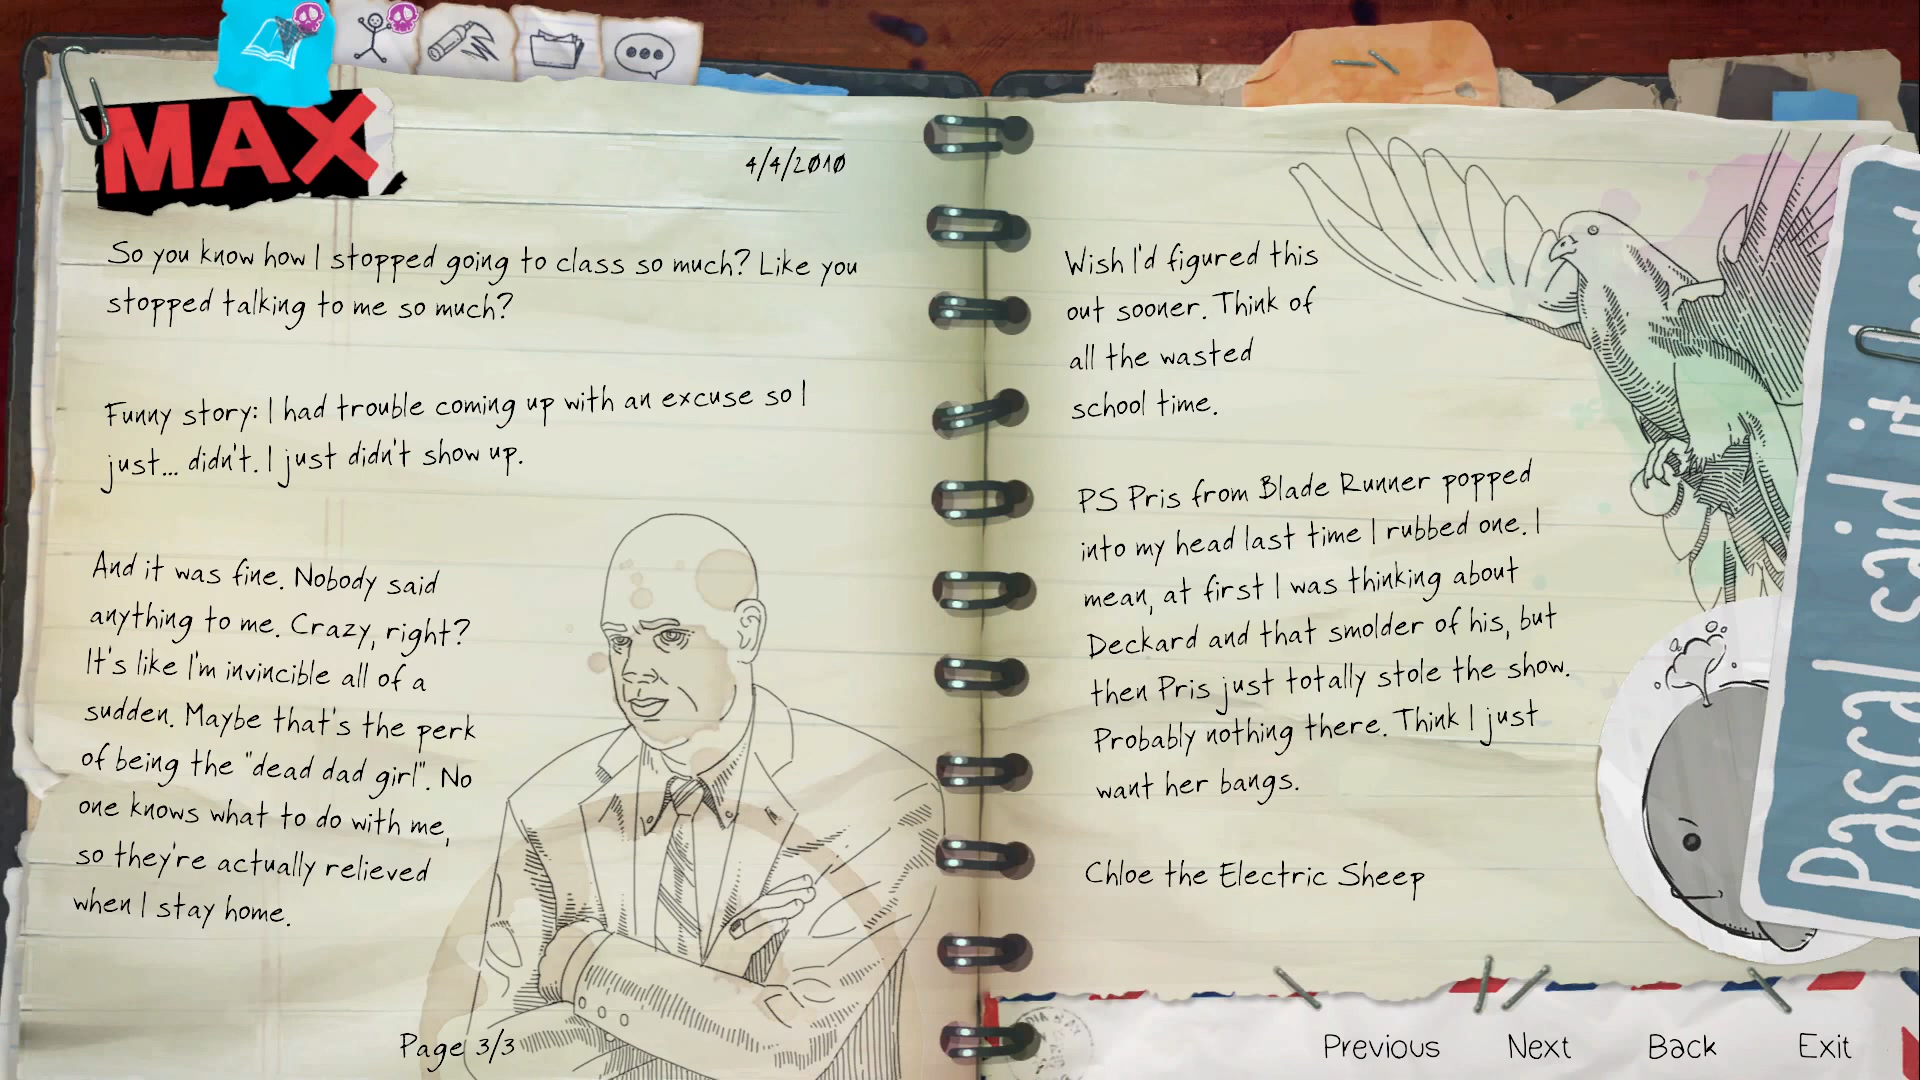 MAX
4/4/2010
So you know how I stopped going to class so much? Like you
stopped talking to me so much?
Funny story: I had trouble coming up with an excuse so I
just... didn't. I just didn't show up.
And it was fine. Nobody said
anything to me. Crazy, right?
It's like I'm invincible all of a
sudden. Maybe that's the perk
of being the "dead dad girl". No
one knows what to do with me,
so they're actually relieved
when I stay home.
Page 3/3
Wish I'd figured this
out sooner. Think of
all the wasted
school time.
PS Pris from Blade Runner popped
into my head last time I rubbed one. I
mean, at first I was thinking about
Deckard and that smolder of his, but
then Pris just totally stole the show.
Probably nothing there. Think I just
want her bangs.
Chloe the Electric Sheep
Pascal said it
Previous
Next
Back
Exit